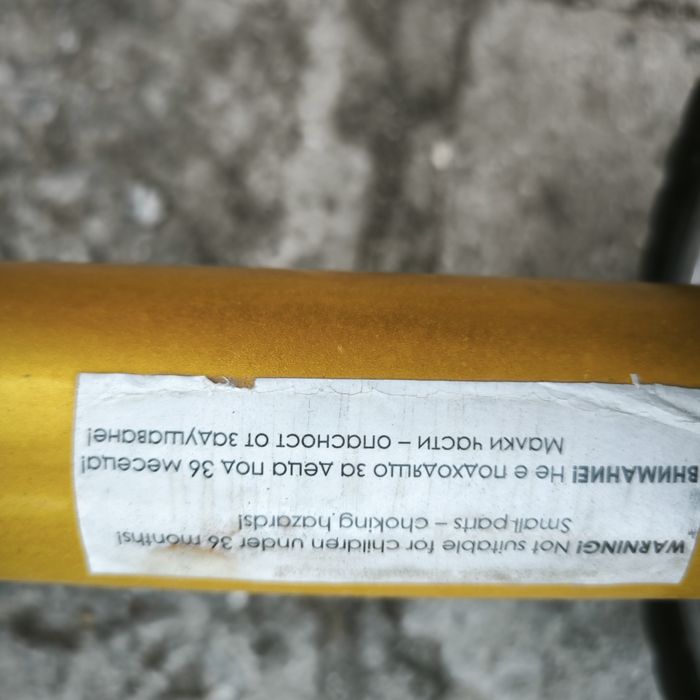 WARNING! Not suitable for children under 36 months!
Small parts – choking hazards!
ВНИМАНИЕ! Не е подходящо за деца под 36 месеца!
Малки части – опасност от задушаване!